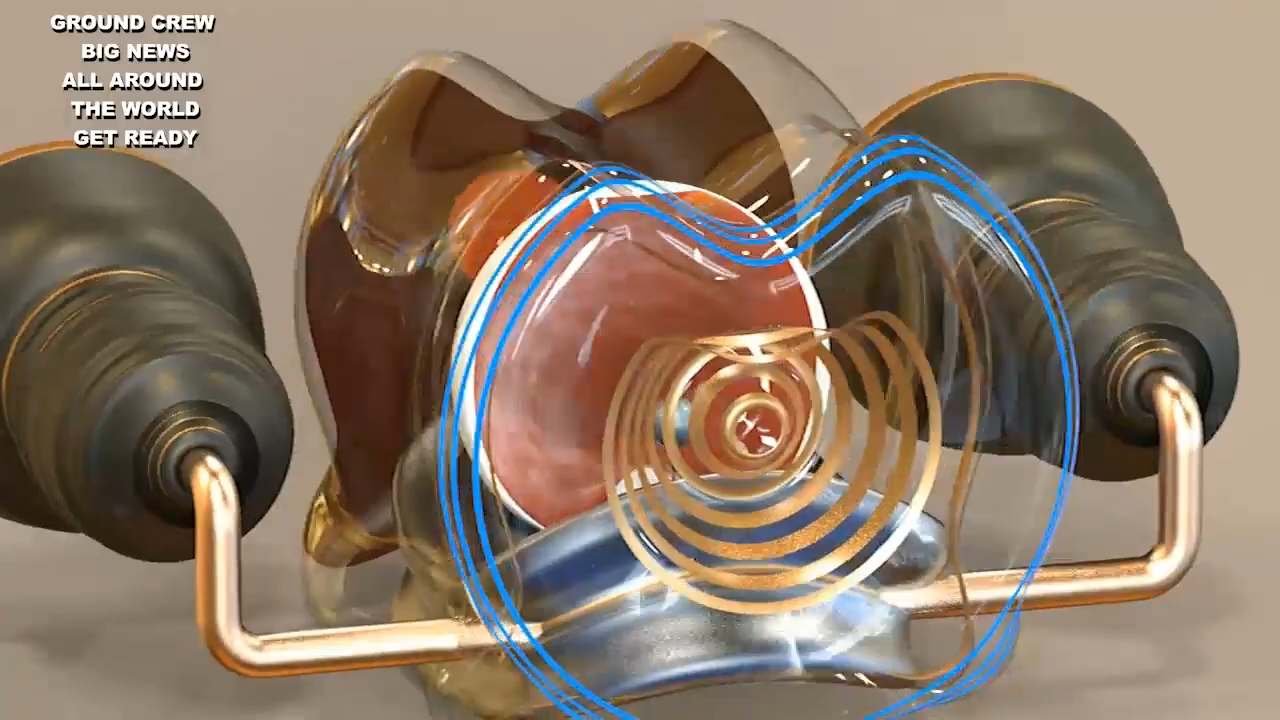 GROUND CREW
BIG NEWS
ALL AROUND
THE WORLD
GET READY